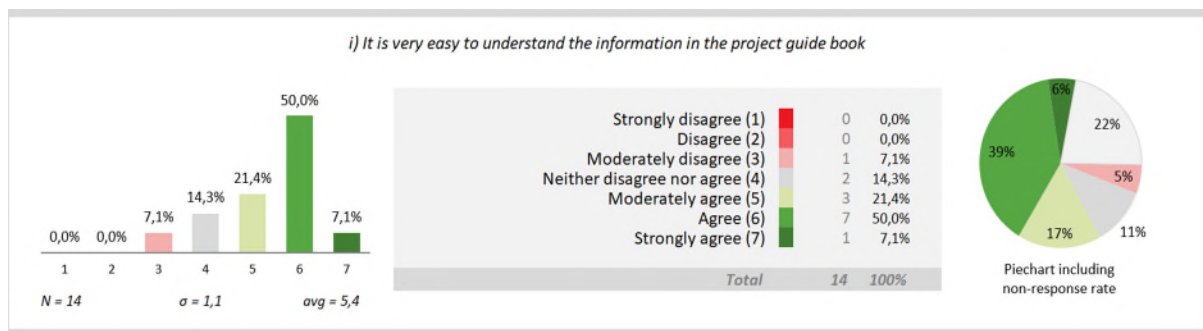 i) It is very easy to understand the information in the project guide book
50,0%
21,4%
14,3%
7,1%
7,1%
0,0%
0,0%
1
2
3
4
5
6
7
N = 14
σ = 1,1
avg = 5,4
Strongly disagree (1) 0 0,0%
Disagree (2) 0 0,0%
Moderately disagree (3) 1 7,1%
Neither disagree nor agree (4) 2 14,3%
Moderately agree (5) 3 21,4%
Agree (6) 7 50,0%
Strongly agree (7) 1 7,1%
Total 14 100%
6%
22%
39%
5%
17%
11%
Piechart including
non-response rate